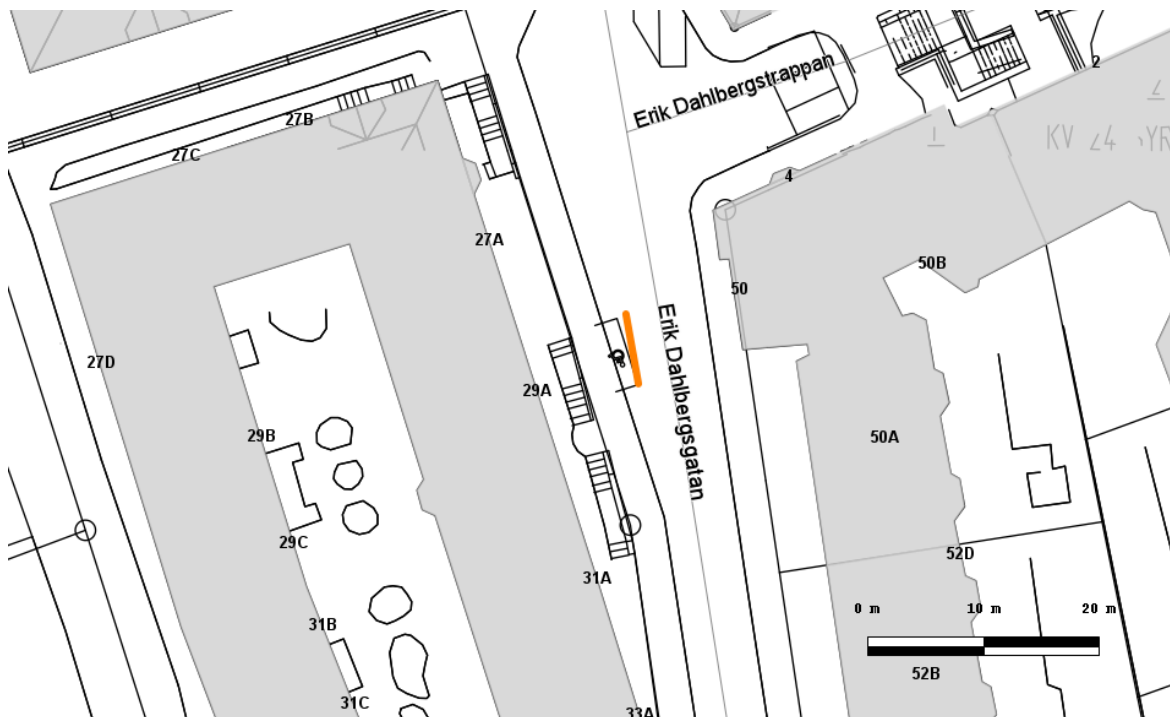 2
Erik Dahlbergstrappan
27B
27C
KV
4
27A
50B
50
Erik Dahlbergsgatan
27D
29A
29B
50A
29C
52D
31A
0 m 10 m 20 m
31B
52B
31C
33A